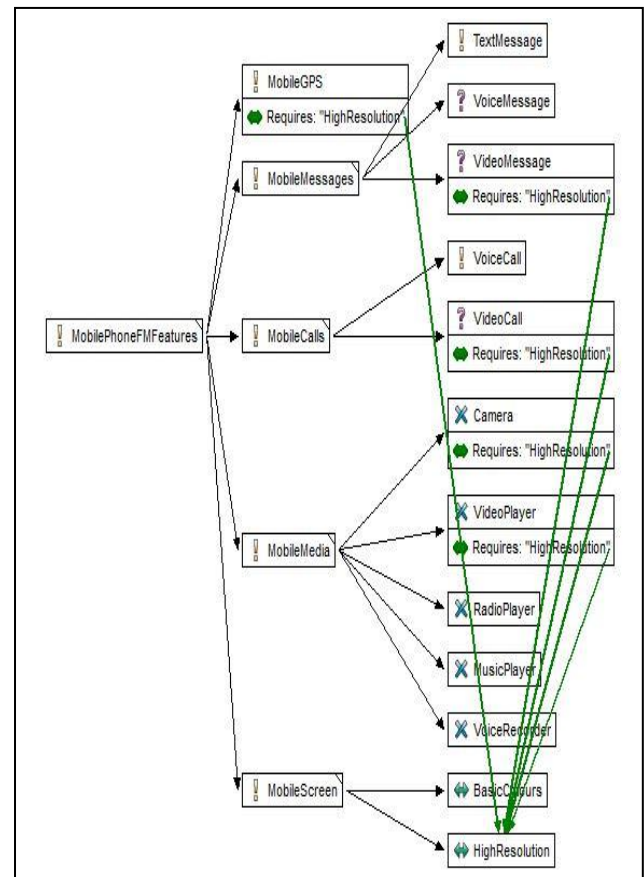 MobilePhoneFMFeatures
MobileGPS
Requires: "HighResolution"
MobileMessages
TextMessage
VoiceMessage
VideoMessage
Requires: "HighResolution"
MobileCalls
VoiceCall
VideoCall
Requires: "HighResolution"
MobileMedia
Camera
Requires: "HighResolution"
VideoPlayer
Requires: "HighResolution"
RadioPlayer
MusicPlayer
VoiceRecorder
MobileScreen
BasicColours
HighResolution